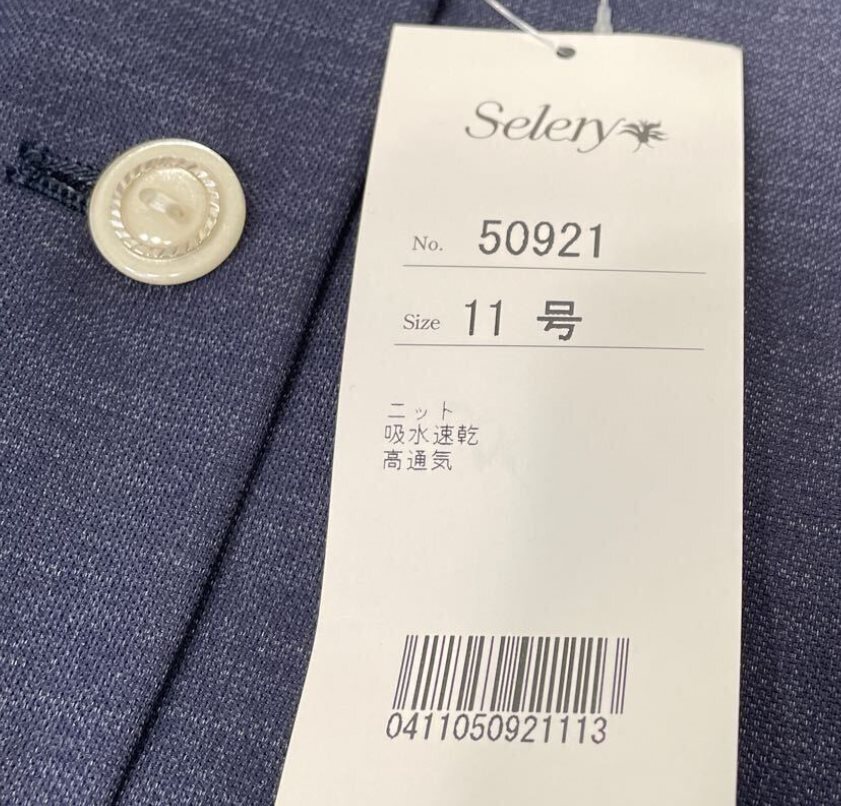 Selery
No. 50921
Size 11 号
ニット
吸水速乾
高通気
0411050921113